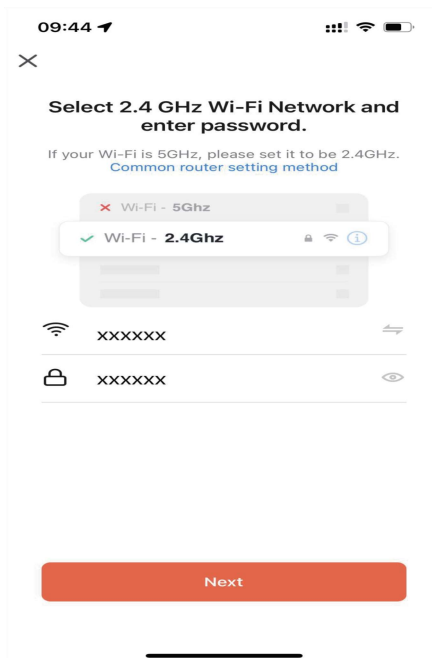 09:44
Select 2.4 GHz Wi-Fi Network and
enter password.
If your Wi-Fi is 5GHz, please set it to be 2.4GHz.
Common router setting method
Wi-Fi - 5Ghz
Wi-Fi - 2.4Ghz
xxxxxx
xxxxxx
Next